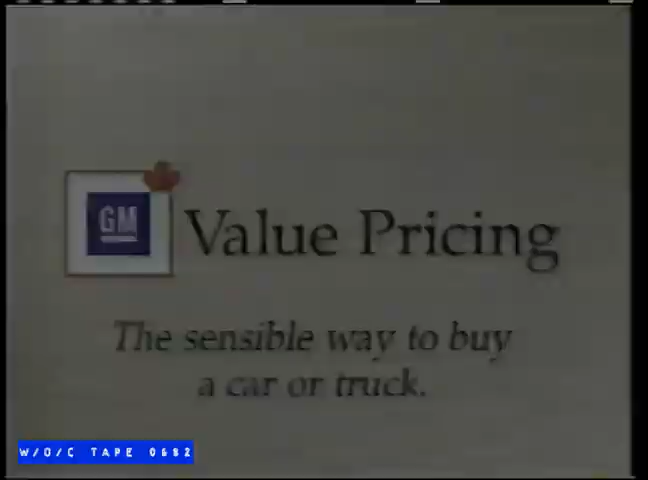 GM
Value Pricing
The sensible way to buy
a car or truck.
W/O/C TAPE 0682